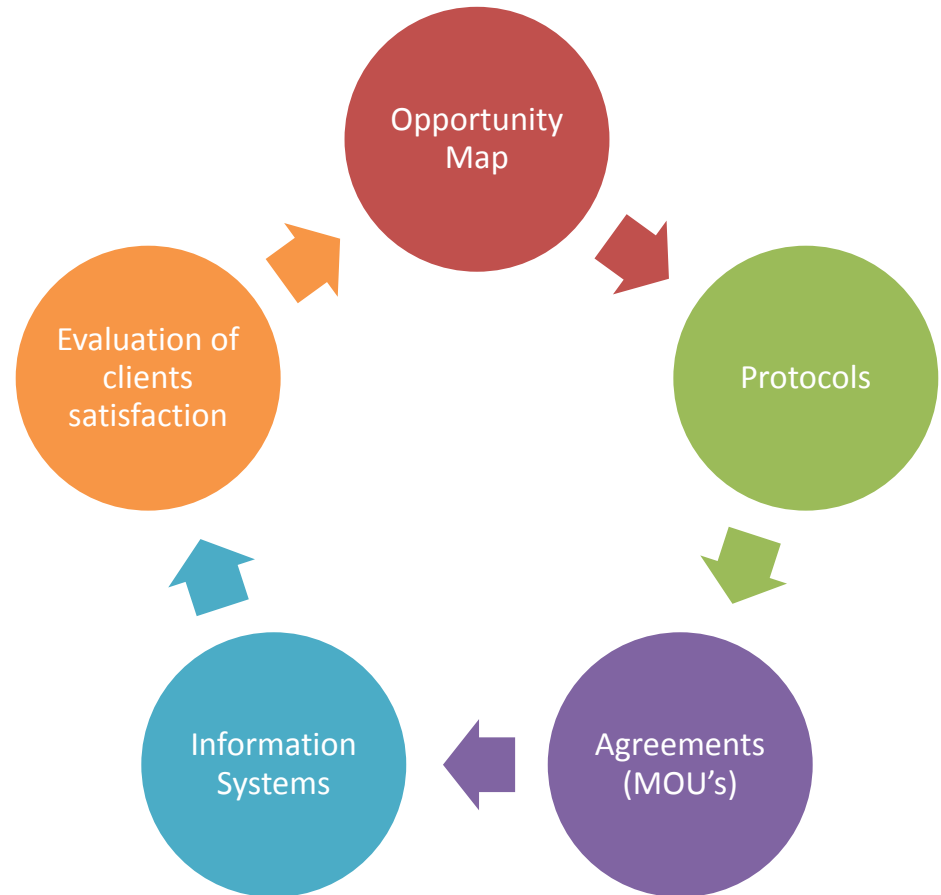 Opportunity
Map
Protocols
Agreements
(MOU’s)
Information
Systems
Evaluation of
clients
satisfaction